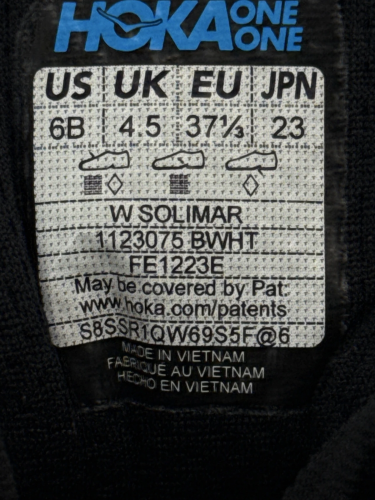 HOKA ONE ONE
US UK EU JPN
6B 4.5 37⅓ 23
W SOLIMAR
1123075 BWHT
FE1223E
May be covered by Pat:
www.hoka.com/patents
S8SSR1QW69S5F@6
MADE IN VIETNAM
FABRIQUÉ AU VIETNAM
HECHO EN VIETNAM